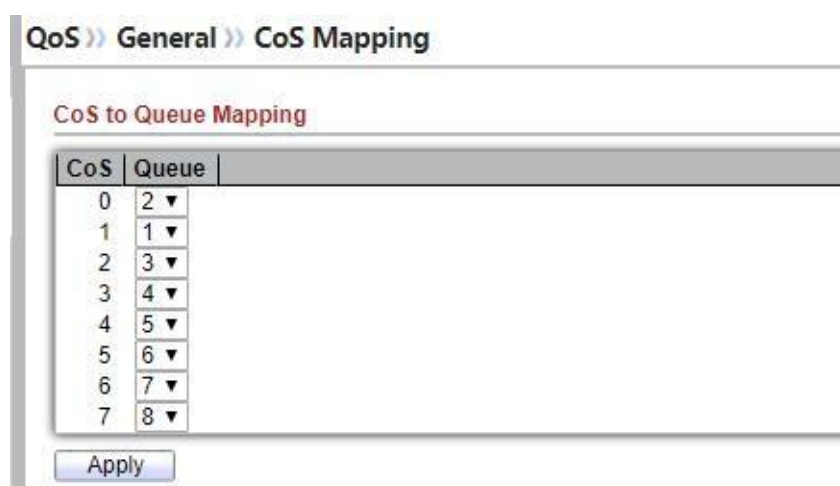 QoS 》 General 》 CoS Mapping
CoS to Queue Mapping
CoS Queue
0 2 ▼
1 1 ▼
2 3 ▼
3 4 ▼
4 5 ▼
5 6 ▼
6 7 ▼
7 8 ▼
Apply